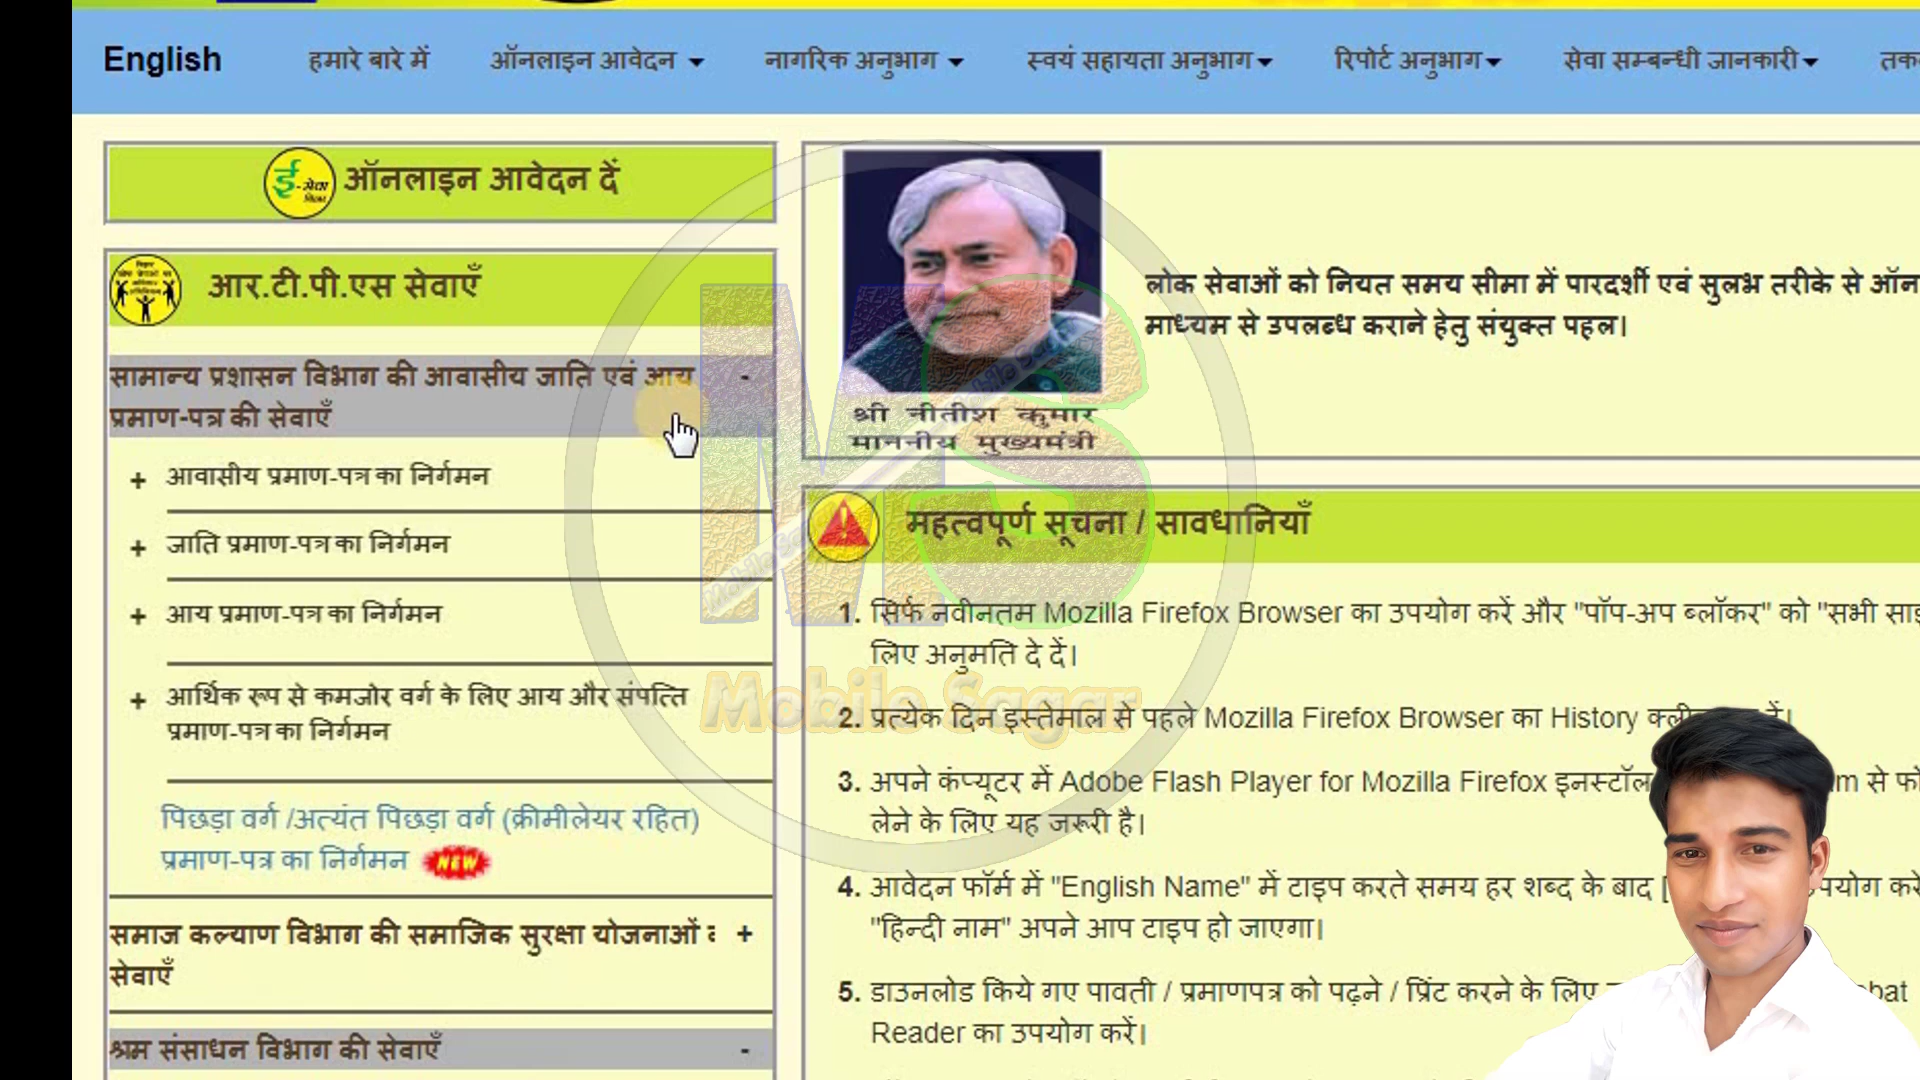 English
हमारे बारे में
ऑनलाइन आवेदन
नागरिक अनुभाग
स्वयं सहायता अनुभाग
रिपोर्ट अनुभाग
सेवा सम्बन्धी जानकारी
ई-सेवा
ऑनलाइन आवेदन दें
आर.टी.पी.एस सेवाएँ
सामान्य प्रशासन विभाग की आवासीय जाति एवं आय -
प्रमाण-पत्र की सेवाएँ
+ आवासीय प्रमाण-पत्र का निर्गमन
+ जाति प्रमाण-पत्र का निर्गमन
+ आय प्रमाण-पत्र का निर्गमन
+ आर्थिक रूप से कमजोर वर्ग के लिए आय और संपत्ति
प्रमाण-पत्र का निर्गमन
पिछड़ा वर्ग /अत्यंत पिछड़ा वर्ग (क्रीमीलेयर रहित)
प्रमाण-पत्र का निर्गमन NEW
समाज कल्याण विभाग की समाजिक सुरक्षा योजनाओं +
सेवाएँ
श्रम संसाधन विभाग की सेवाएँ -
लोक सेवाओं को नियत समय सीमा में पारदर्शी एवं सुलभ तरीके से
माध्यम से उपलब्ध कराने हेतु संयुक्त पहल।
श्री नीतीश कुमार
माननीय मुख्यमंत्री
महत्वपूर्ण सूचना / सावधानियाँ
1. सिर्फ नवीनतम Mozilla Firefox Browser का उपयोग करें और "पॉप-अप ब्लॉकर" को "सभी
लिए अनुमति दे दें।
2. प्रत्येक दिन इस्तेमाल से पहले Mozilla Firefox Browser का History
3. अपने कंप्यूटर में Adobe Flash Player for Mozilla Firefox इनस्टॉल से
लेने के लिए यह जरूरी है।
4. आवेदन फॉर्म में "English Name" में टाइप करते समय हर शब्द के बाद [
"हिन्दी नाम" अपने आप टाइप हो जाएगा।
5. डाउनलोड किये गए पावती / प्रमाणपत्र को पढ़ने / प्रिंट करने के लिए
Reader का उपयोग करें।
MS
Mobile Sagar